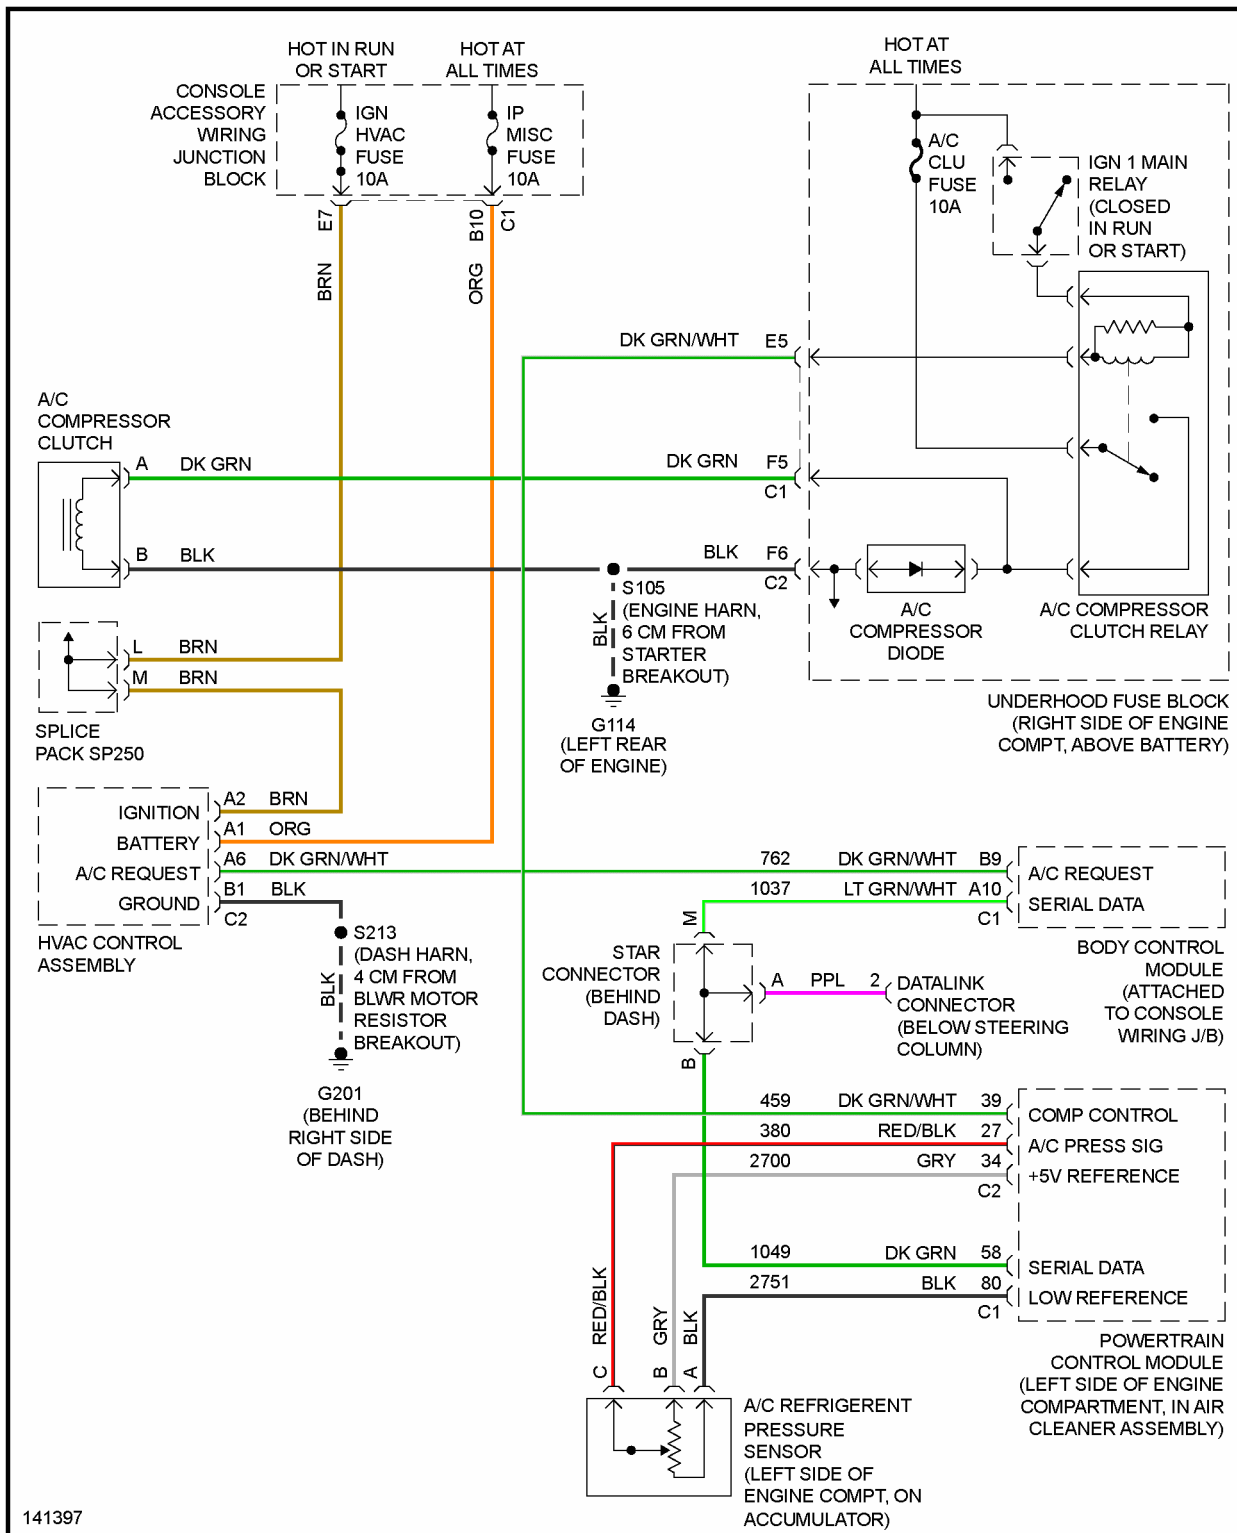 HOT IN RUN
OR START
HOT AT
ALL TIMES
HOT AT
ALL TIMES
CONSOLE
ACCESSORY
WIRING
JUNCTION
BLOCK
IGN
HVAC
FUSE
10A
IP
MISC
FUSE
10A
A/C
CLU
FUSE
10A
IGN 1 MAIN
RELAY
(CLOSED
IN RUN
OR START)
E7
B10
C1
BRN
ORG
DK GRN/WHT E5
A/C
COMPRESSOR
CLUTCH
A DK GRN
DK GRN F5
C1
B BLK
BLK F6
C2
S105
(ENGINE HARN,
6 CM FROM
STARTER
BREAKOUT)
BLK
G114
(LEFT REAR
OF ENGINE)
A/C
COMPRESSOR
DIODE
A/C COMPRESSOR
CLUTCH RELAY
UNDERHOOD FUSE BLOCK
(RIGHT SIDE OF ENGINE
COMPT, ABOVE BATTERY)
L BRN
M BRN
SPLICE
PACK SP250
IGNITION A2 BRN
BATTERY A1 ORG
A/C REQUEST A6 DK GRN/WHT
GROUND B1 BLK
C2
HVAC CONTROL
ASSEMBLY
S213
(DASH HARN,
4 CM FROM
BLWR MOTOR
RESISTOR
BREAKOUT)
BLK
G201
(BEHIND
RIGHT SIDE
OF DASH)
762 DK GRN/WHT B9 A/C REQUEST
1037 LT GRN/WHT A10 SERIAL DATA
C1
BODY CONTROL
MODULE
(ATTACHED
TO CONSOLE
WIRING J/B)
M
STAR
CONNECTOR
(BEHIND
DASH)
A PPL 2
DATALINK
CONNECTOR
(BELOW STEERING
COLUMN)
B
459 DK GRN/WHT 39 COMP CONTROL
380 RED/BLK 27 A/C PRESS SIG
2700 GRY 34 +5V REFERENCE
C2
1049 DK GRN 58 SERIAL DATA
2751 BLK 80 LOW REFERENCE
C1
POWERTRAIN
CONTROL MODULE
(LEFT SIDE OF ENGINE
COMPARTMENT, IN AIR
CLEANER ASSEMBLY)
RED/BLK
GRY
BLK
C
B
A
A/C REFRIGERENT
PRESSURE
SENSOR
(LEFT SIDE OF
ENGINE COMPT, ON
ACCUMULATOR)
141397